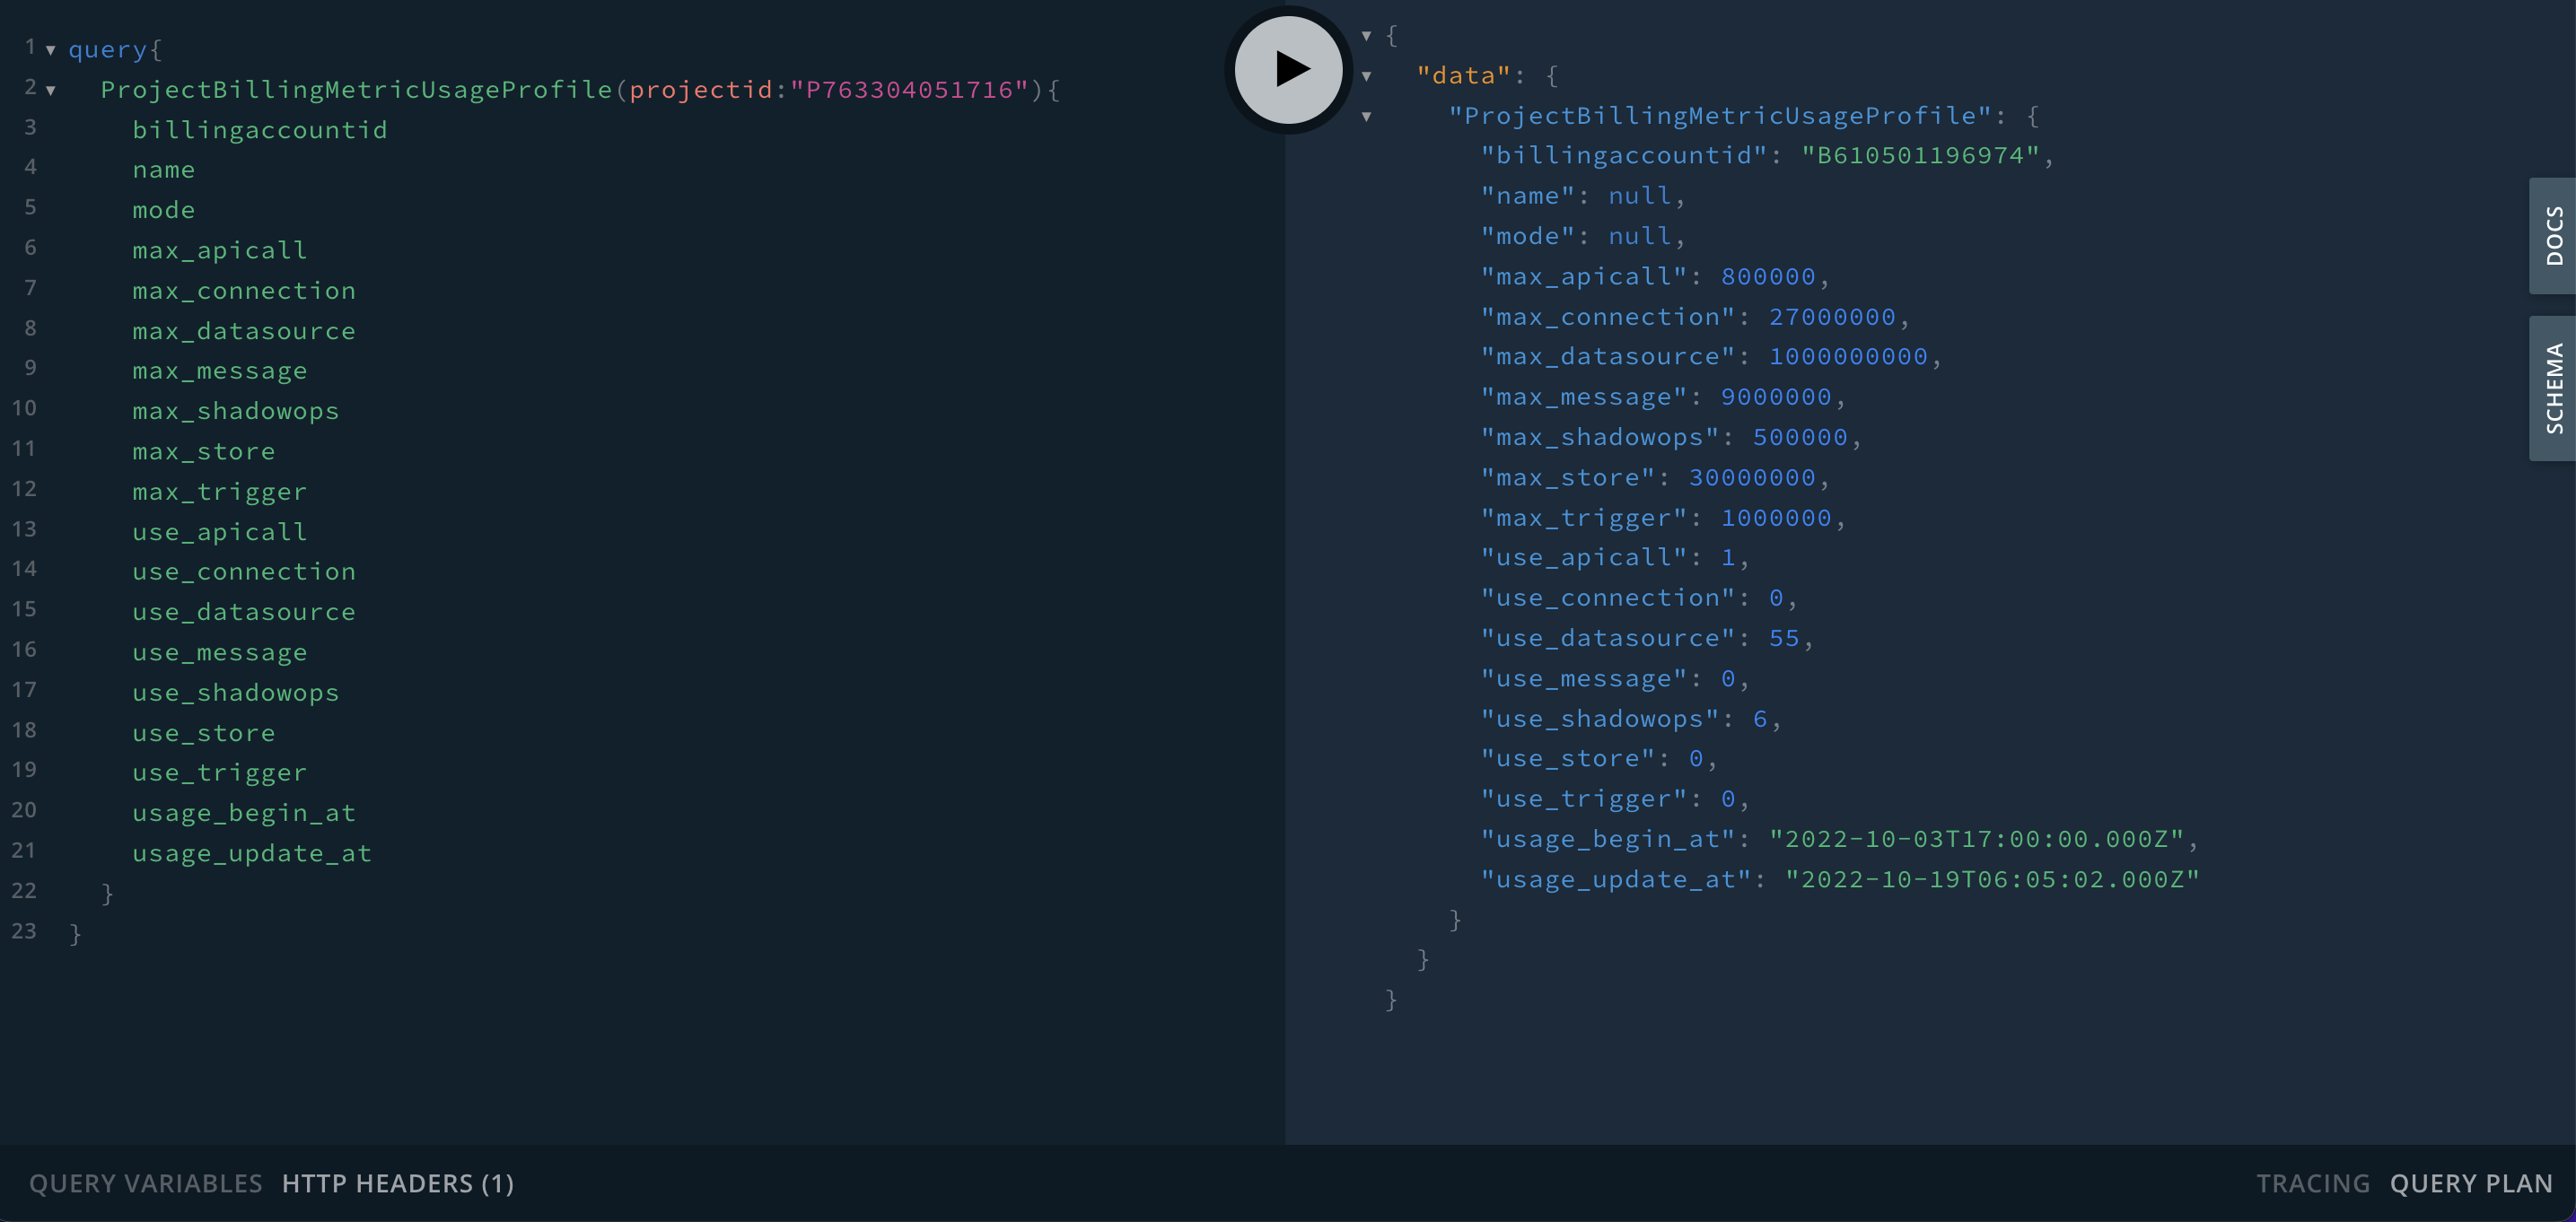 1 ▾ query{
2 ▾ ProjectBillingMetricUsageProfile(projectid:"P763304051716"){
3 billingaccountid
4 name
5 mode
6 max_apicall
7 max_connection
8 max_datasource
9 max_message
10 max_shadowops
11 max_store
12 max_trigger
13 use_apicall
14 use_connection
15 use_datasource
16 use_message
17 use_shadowops
18 use_store
19 use_trigger
20 usage_begin_at
21 usage_update_at
22 }
23 }
▾ {
▾ "data": {
▾ "ProjectBillingMetricUsageProfile": {
"billingaccountid": "B610501196974",
"name": null,
"mode": null,
"max_apicall": 800000,
"max_connection": 27000000,
"max_datasource": 1000000000,
"max_message": 9000000,
"max_shadowops": 500000,
"max_store": 30000000,
"max_trigger": 1000000,
"use_apicall": 1,
"use_connection": 0,
"use_datasource": 55,
"use_message": 0,
"use_shadowops": 6,
"use_store": 0,
"use_trigger": 0,
"usage_begin_at": "2022-10-03T17:00:00.000Z",
"usage_update_at": "2022-10-19T06:05:02.000Z"
}
}
}
DOCS
SCHEMA
QUERY VARIABLES HTTP HEADERS (1)
TRACING QUERY PLAN